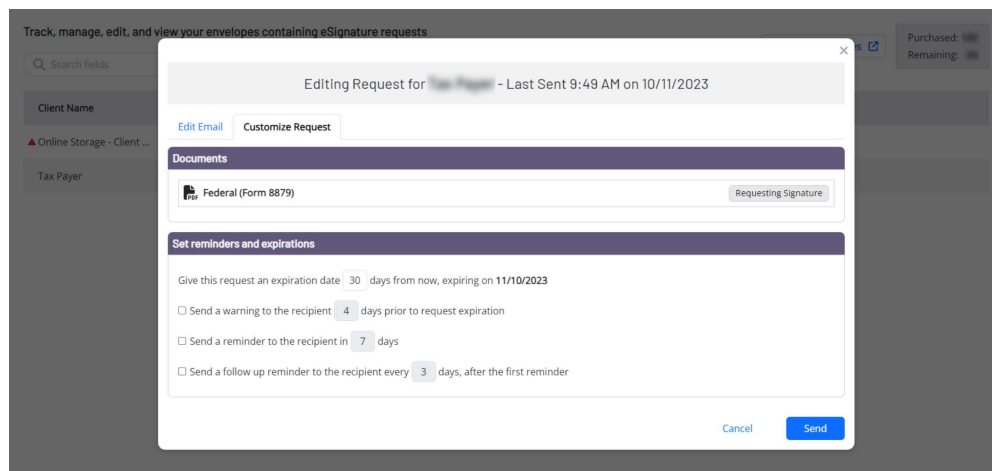 Track, manage, edit, and view your envelopes containing eSignature requests
Purchased:
Remaining:
Search fields
×
Editing Request for - Last Sent 9:49 AM on 10/11/2023
Client Name
Edit Email Customize Request
Online Storage - Client ...
Documents
Tax Payer
PDF Federal (Form 8879) Requesting Signature
Set reminders and expirations
Give this request an expiration date 30 days from now, expiring on 11/10/2023
Send a warning to the recipient 4 days prior to request expiration
Send a reminder to the recipient in 7 days
Send a follow up reminder to the recipient every 3 days, after the first reminder
Cancel Send